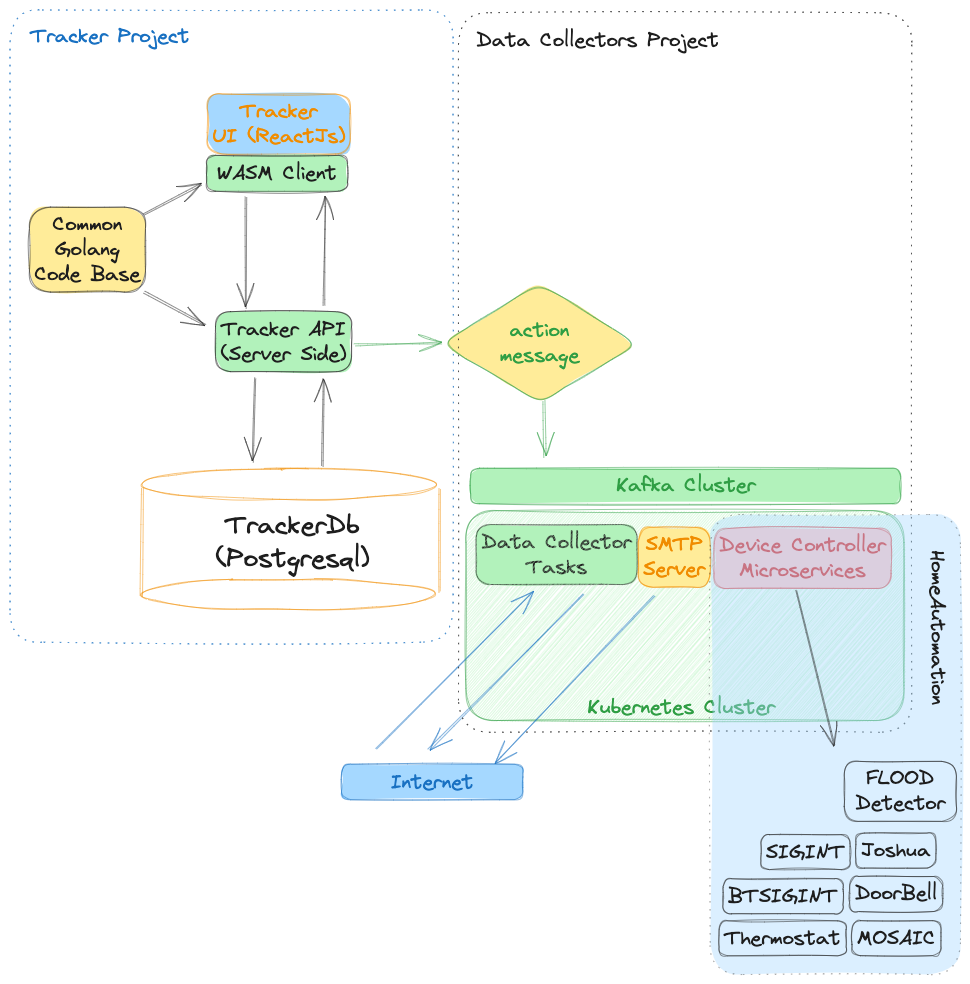 Tracker Project
Data Collectors Project
Tracker
UI (ReactJs)
WASM Client
Common
Golang
Code Base
Tracker API
(Server Side)
action
message
TrackerDb
(Postgresql)
Kafka Cluster
Data Collector
Tasks
SMTP
Server
Device Controller
Microservices
HomeAutomation
Kubernetes Cluster
Internet
FLOOD
Detector
SIGINT
Joshua
BTSIGINT
DoorBell
Thermostat
MOSAIC